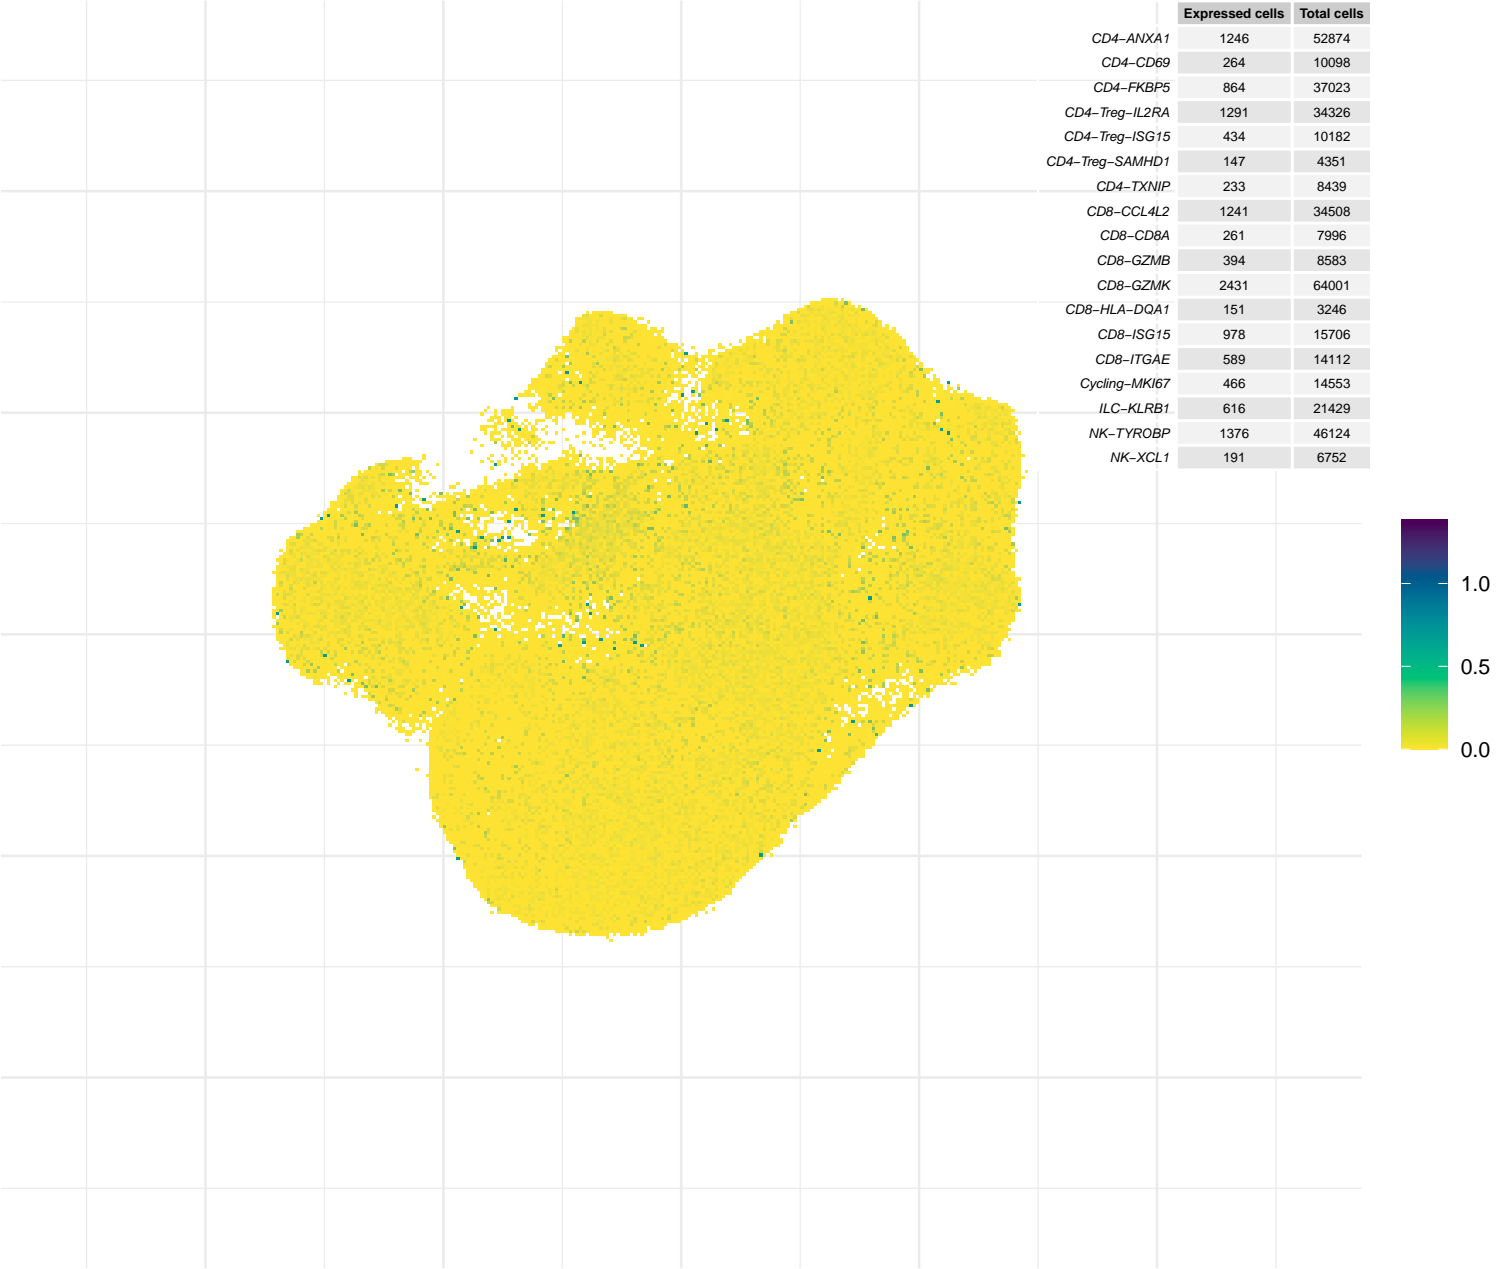 Expressed cells Total cells
CD4−ANXA1 1246 52874
CD4−CD69 264 10098
CD4−FKBP5 864 37023
CD4−Treg−IL2RA 1291 34326
CD4−Treg−ISG15 434 10182
CD4−Treg−SAMHD1 147 4351
CD4−TXNIP 233 8439
CD8−CCL4L2 1241 34508
CD8−CD8A 261 7996
CD8−GZMB 394 8583
CD8−GZMK 2431 64001
CD8−HLA−DQA1 151 3246
CD8−ISG15 978 15706
CD8−ITGAE 589 14112
Cycling−MKI67 466 14553
ILC−KLRB1 616 21429
NK−TYROBP 1376 46124
NK−XCL1 191 6752
1.0
0.5
0.0